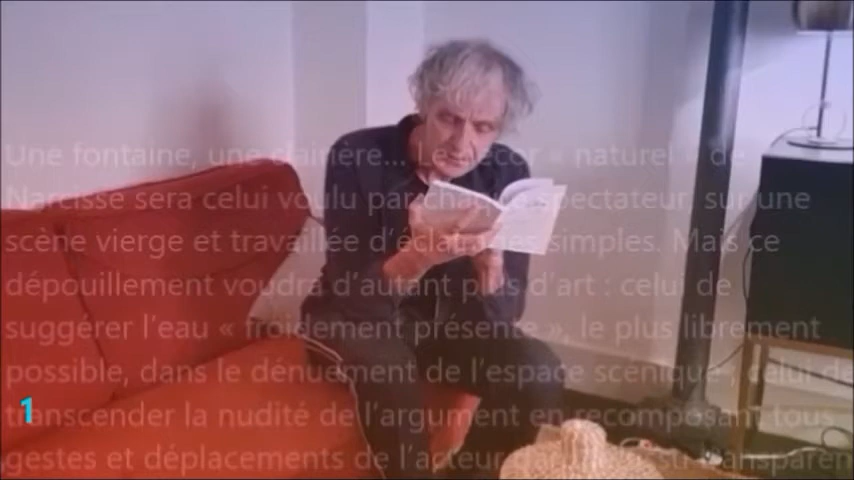 Une fontaine, une clairière... décor « naturel » de
Narcisse sera celui voulu par chaque spectateur sur une
scène vierge et travaillée d'éclairages simples. Mais ce
dépouillement voudra d'autant plus d'art : celui de
suggérer l'eau « froidement présente », le plus librement
possible, dans le dénuement de l'espace scénique ; celui de
1
transcender la nudité de l'argument en recomposant tous
gestes et déplacements de l'acteur